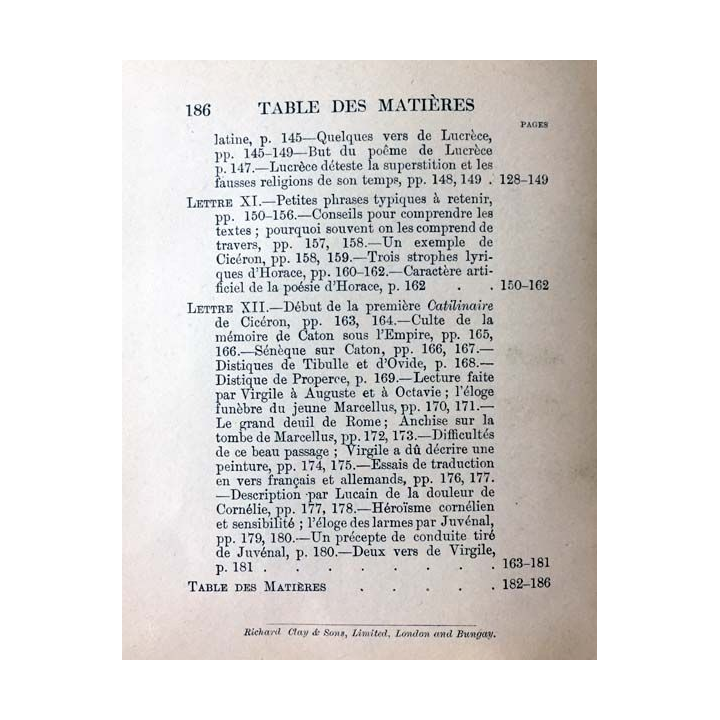 186 TABLE DES MATIÈRES
PAGES
latine, p. 145—Quelques vers de Lucrèce,
pp. 145–149—But du poême de Lucrèce
p. 147.—Lucrèce déteste la superstition et les
fausses religions de son temps, pp. 148, 149 . 128–149
LETTRE XI.—Petites phrases typiques à retenir,
pp. 150–156.—Conseils pour comprendre les
textes ; pourquoi souvent on les comprend de
travers, pp. 157, 158.—Un exemple de
Cicéron, pp. 158, 159.—Trois strophes lyri-
ques d'Horace, pp. 160–162.—Caractère arti-
ficiel de la poésie d'Horace, p. 162 . . 150–162
LETTRE XII.—Début de la première Catilinaire
de Cicéron, pp. 163, 164.—Culte de la
mémoire de Caton sous l'Empire, pp. 165,
166.—Sénèque sur Caton, pp. 166, 167.—
Distiques de Tibulle et d'Ovide, p. 168.—
Distique de Properce, p. 169.—Lecture faite
par Virgile à Auguste et à Octavie ; l'éloge
funèbre du jeune Marcellus, pp. 170, 171.—
Le grand deuil de Rome ; Anchise sur la
tombe de Marcellus, pp. 172, 173.—Difficultés
de ce beau passage ; Virgile a dû décrire une
peinture, pp. 174, 175.—Essais de traduction
en vers français et allemands, pp. 176, 177.
—Description par Lucain de la douleur de
Cornélie, pp. 177, 178.—Héroïsme cornélien
et sensibilité ; l'éloge des larmes par Juvénal,
pp. 179, 180.—Un précepte de conduite tiré
de Juvénal, p. 180.—Deux vers de Virgile,
p. 181 . . . . . . . . 163–181
TABLE DES MATIÈRES . . . . . 182–186
Richard Clay & Sons, Limited, London and Bungay.